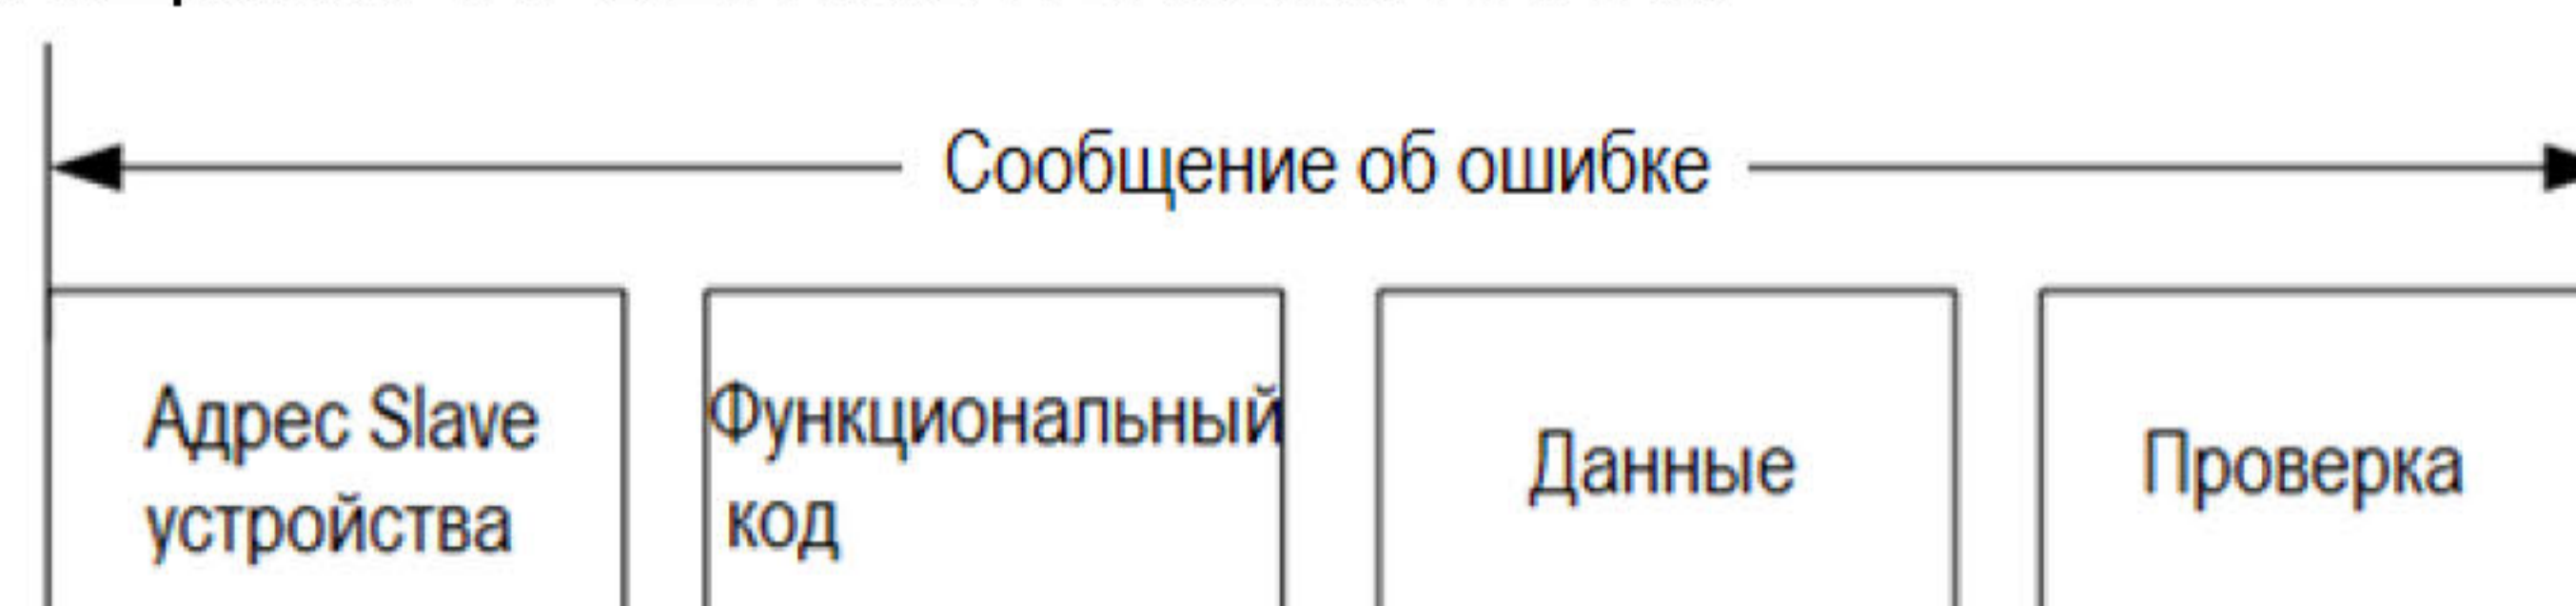 Сообщение об ошибке
Адрес Slave
устройства
Функциональный
код
Данные
Проверка